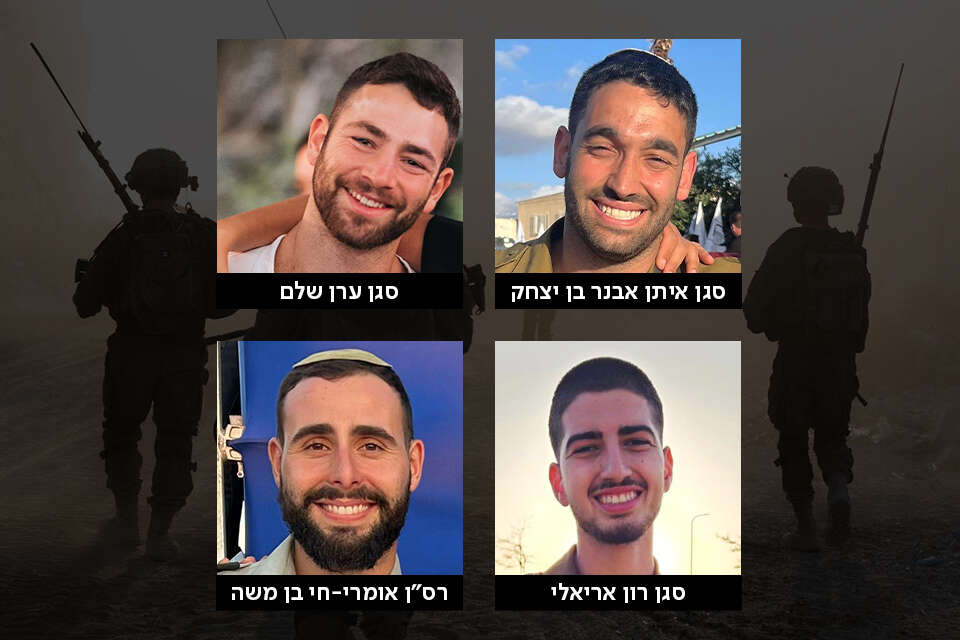 סגן איתן אבנר בן יצחק
סגן ערן שלם
סגן רון אריאלי
רס"ן אומרי-חי בן משה